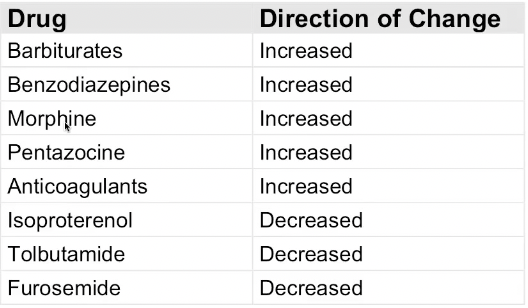 Drug Direction of Change
Barbiturates Increased
Benzodiazepines Increased
Morphine Increased
Pentazocine Increased
Anticoagulants Increased
Isoproterenol Decreased
Tolbutamide Decreased
Furosemide Decreased